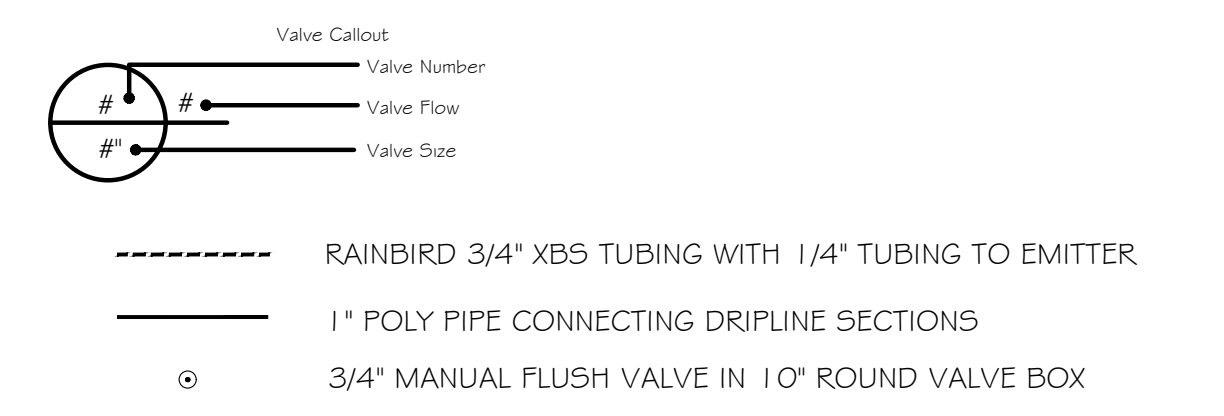 Valve Callout
Valve Number
# # Valve Flow
#" Valve Size
RAINBIRD 3/4" XBS TUBING WITH 1/4" TUBING TO EMITTER
1" POLY PIPE CONNECTING DRIPLINE SECTIONS
3/4" MANUAL FLUSH VALVE IN 10" ROUND VALVE BOX